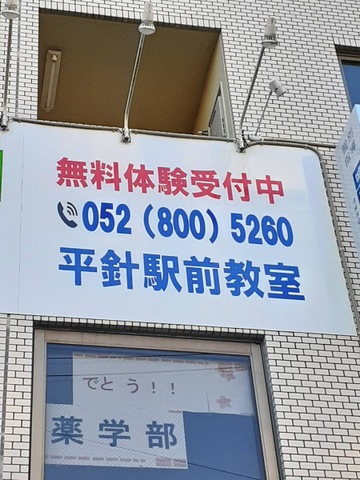 無料体験受付中
052(800)5260
平針駅前教室
でとう!!
薬学部